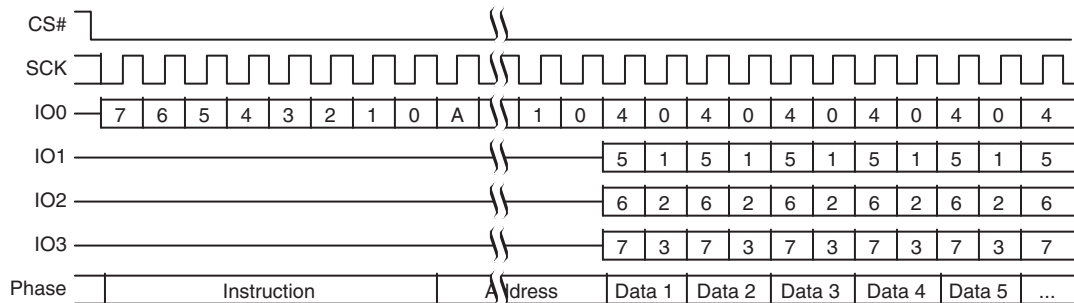 CS#
SCK
IO0 7 6 5 4 3 2 1 0 A 1 0 4 0 4 0 4 0 4 0 4 0 4
IO1 5 1 5 1 5 1 5 1 5 1 5
IO2 6 2 6 2 6 2 6 2 6 2 6
IO3 7 3 7 3 7 3 7 3 7 3 7
Phase Instruction Address Data 1 Data 2 Data 3 Data 4 Data 5 ...